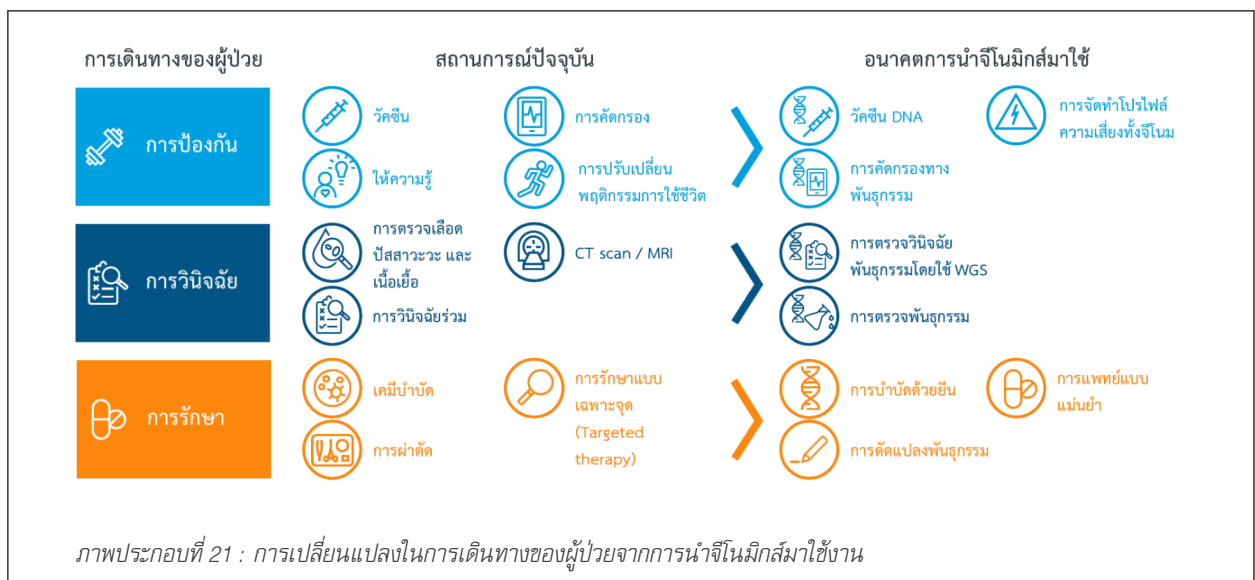 การเดินทางของผู้ป่วย
สถานการณ์ปัจจุบัน
อนาคตการนำจีโนมิกส์มาใช้
การป้องกัน
วัคซีน
การคัดกรอง
ให้ความรู้
การปรับเปลี่ยน
พฤติกรรมการใช้ชีวิต
วัคซีน DNA
การจัดทำโปรไฟล์
ความเสี่ยงทั้งจีโนม
การคัดกรองทาง
พันธุกรรม
การวินิจฉัย
การตรวจเลือด
ปัสสาวะวะ และ
เนื้อเยื้อ
CT scan / MRI
การวินิจฉัยร่วม
การตรวจวินิจฉัย
พันธุกรรมโดยใช้ WGS
การตรวจพันธุกรรม
การรักษา
เคมีบำบัด
การรักษาแบบ
เฉพาะจุด
(Targeted
therapy)
การผ่าตัด
การบำบัด้วยยีน
การแพทย์แบบ
แม่นยำ
การดัดแปลงพันธุกรรม
ภาพประกอบที่ 21 : การเปลี่ยนแปลงในการเดินทางของผู้ป่วยจากการนำจีโนมิกส์มาใช้งาน